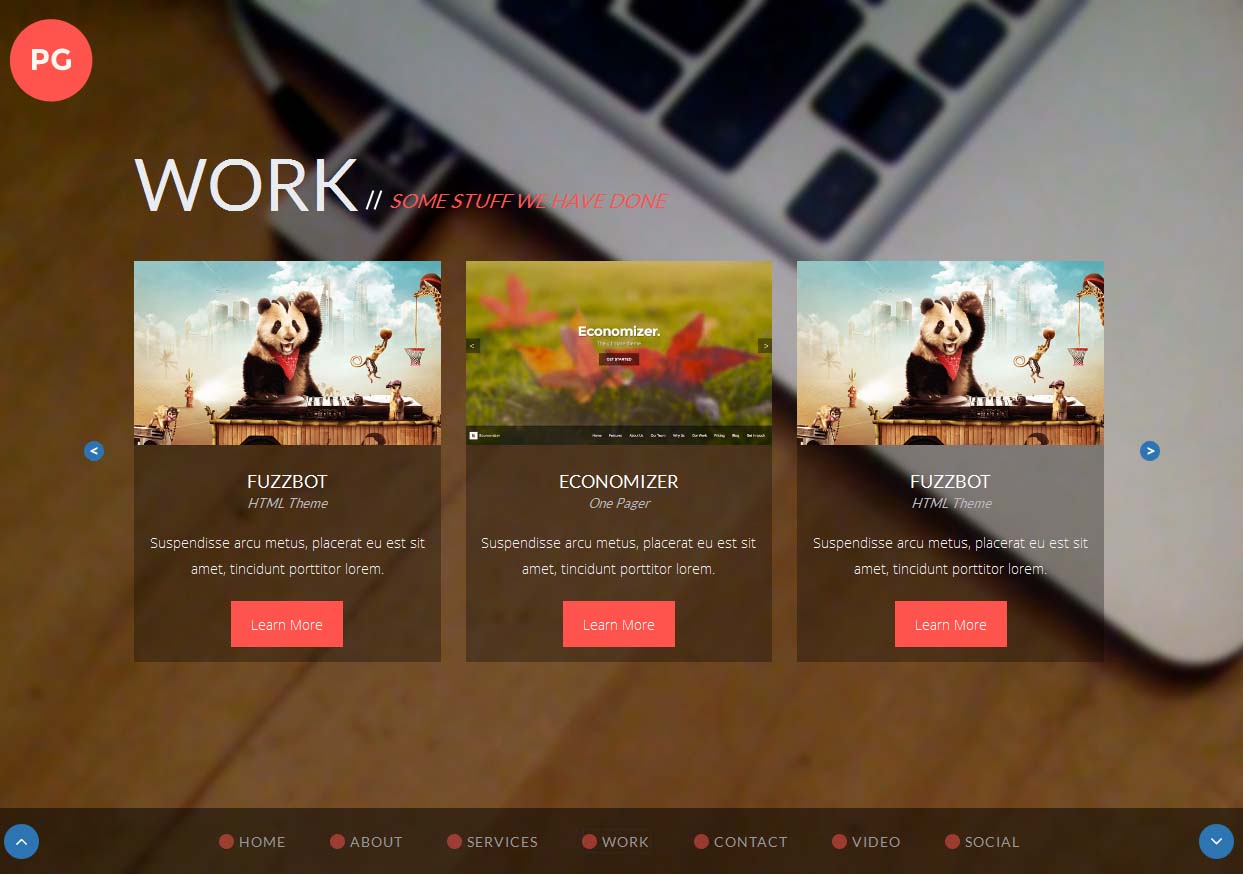 PG
WORK // SOME STUFF WE HAVE DONE
Economizer.
GET STARTED
< >
Economizer Home Features About Us Our Team Why Us Our Work Pricing Blog Get in touch
< >
FUZZBOT
HTML Theme
Suspendisse arcu metus, placerat eu est sit
amet, tincidunt porttitor lorem.
Learn More
ECONOMIZER
One Pager
Suspendisse arcu metus, placerat eu est sit
amet, tincidunt porttitor lorem.
Learn More
FUZZBOT
HTML Theme
Suspendisse arcu metus, placerat eu est sit
amet, tincidunt porttitor lorem.
Learn More
HOME ABOUT SERVICES WORK CONTACT VIDEO SOCIAL